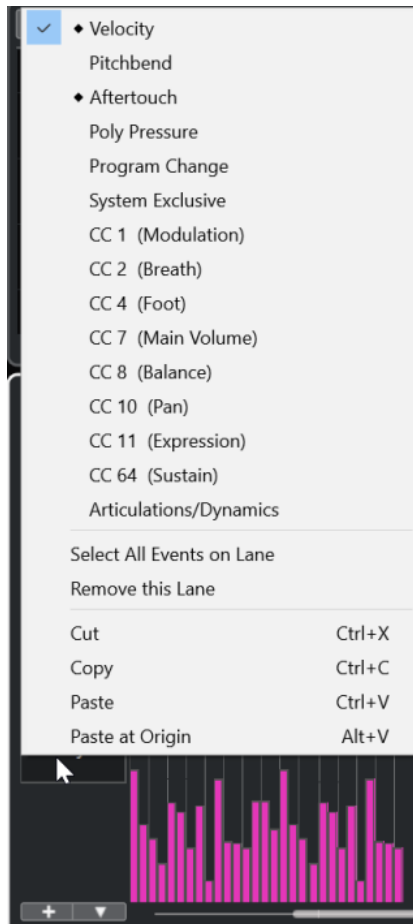 ◆ Velocity
Pitchbend
◆ Aftertouch
Poly Pressure
Program Change
System Exclusive
CC 1 (Modulation)
CC 2 (Breath)
CC 4 (Foot)
CC 7 (Main Volume)
CC 8 (Balance)
CC 10 (Pan)
CC 11 (Expression)
CC 64 (Sustain)
Articulations/Dynamics
Select All Events on Lane
Remove this Lane
Cut Ctrl+X
Copy Ctrl+C
Paste Ctrl+V
Paste at Origin Alt+V